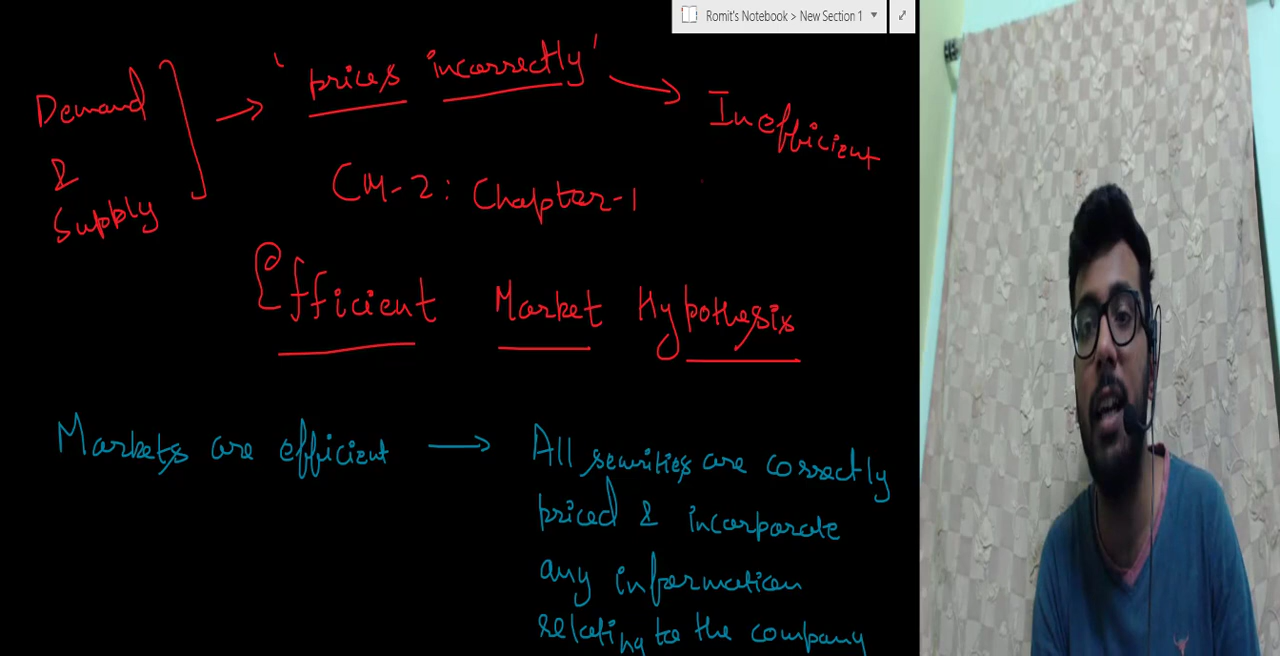 Romit's Notebook > New Section 1
Demand
&
Supply
'prices incorrectly'
Inefficient
CM-2: Chapter-1
Efficient Market Hypothesis
Markets are efficient
All securities are correctly
priced & incorporate
any information
relating to the company